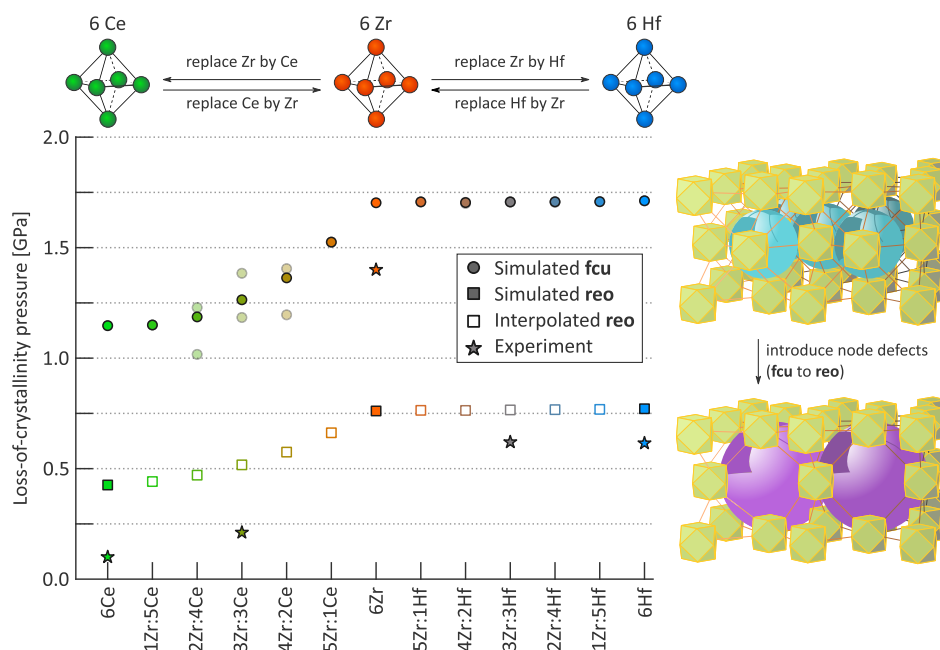 6 Ce
6 Zr
6 Hf
replace Zr by Ce
replace Ce by Zr
replace Zr by Hf
replace Hf by Zr
Loss-of-crystallinity pressure [GPa]
2.0
1.5
1.0
0.5
0.0
Simulated fcu
Simulated reo
Interpolated reo
Experiment
6Ce
1Zr:5Ce
2Zr:4Ce
3Zr:3Ce
4Zr:2Ce
5Zr:1Ce
6Zr
5Zr:1Hf
4Zr:2Hf
3Zr:3Hf
2Zr:4Hf
1Zr:5Hf
6Hf
introduce node defects
(fcu to reo)